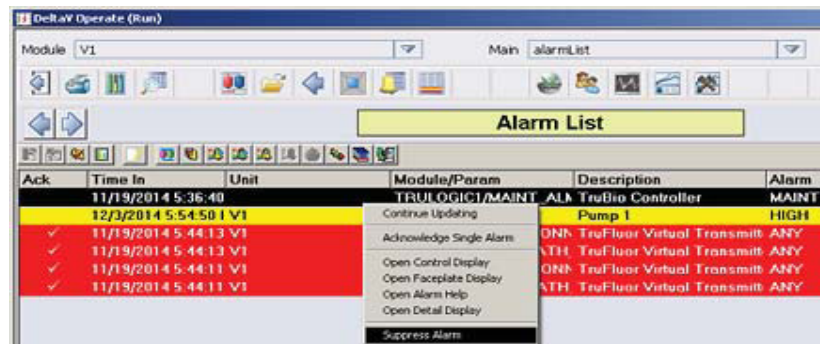 DeltaV Operate (Run)
Module V1 Main alarmList
Alarm List
Ack Time In Unit Module/Param Description Alarm
11/19/2014 5:36:40 TRULOGIC1/MAINT_ALM TruBio Controller MAINT
12/3/2014 5:54:50 V1 Pump 1 HIGH
11/19/2014 5:44:13 V1 ONN TruFluor Virtual Transmitt ANY
11/19/2014 5:44:13 V1 ATH TruFluor Virtual Transmitt ANY
11/19/2014 5:44:11 V1 ONN TruFluor Virtual Transmitt ANY
11/19/2014 5:44:11 V1 ATH TruFluor Virtual Transmitt ANY
Continue Updating
Acknowledge Single Alarm
Open Control Display
Open Faceplate Display
Open Alarm Help
Open Detail Display
Suppress Alarm